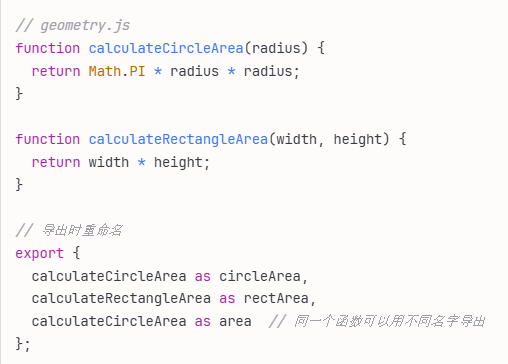 // geometry.js
function calculateCircleArea(radius) {
  return Math.PI * radius * radius;
}

function calculateRectangleArea(width, height) {
  return width * height;
}

// 导出时重命名
export {
  calculateCircleArea as circleArea,
  calculateRectangleArea as rectArea,
  calculateCircleArea as area  // 同一个函数可以用不同名字导出
};